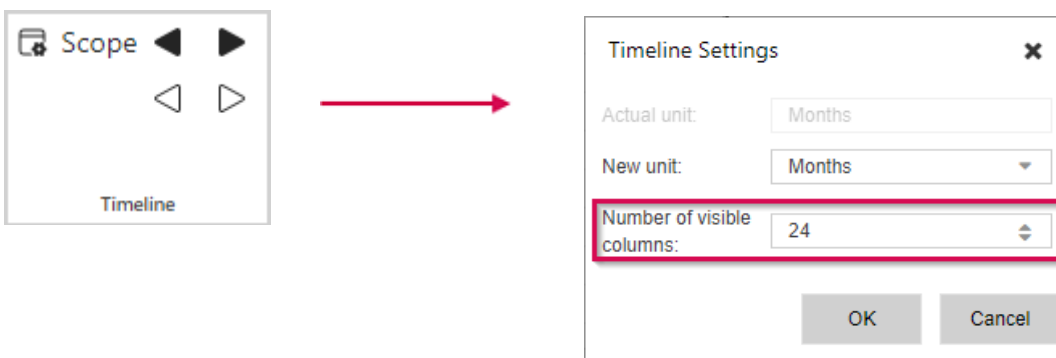 Scope
Timeline
Timeline Settings
Actual unit:
Months
New unit:
Months
Number of visible
columns:
24
OK
Cancel